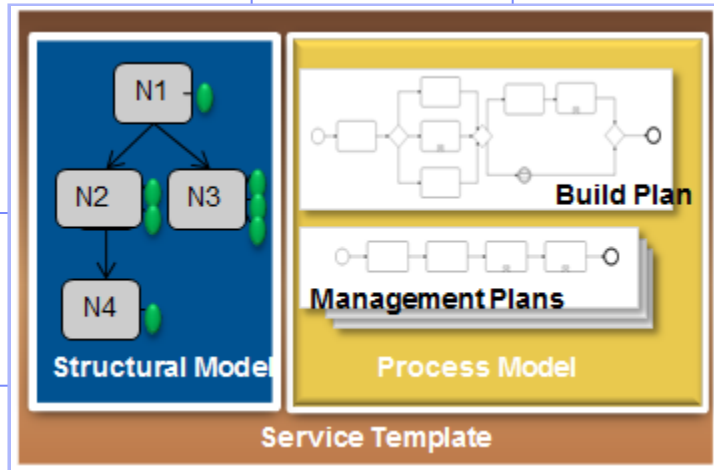 N1
N2
N3
N4
Structural Model
Build Plan
Management Plans
Process Model
Service Template